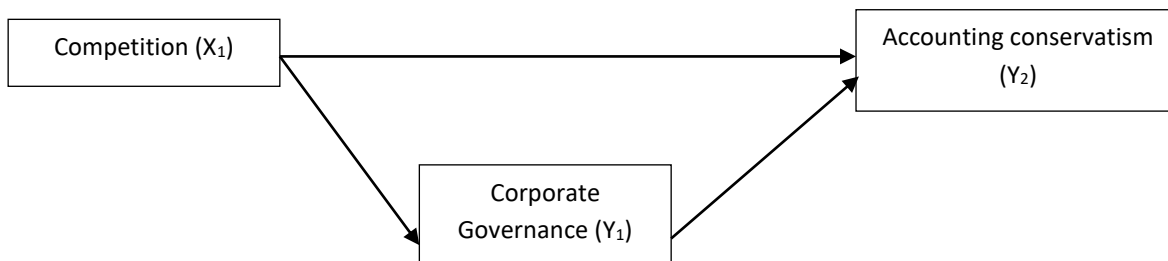 Competition (X₁)
Accounting conservatism
(Y₂)
Corporate
Governance (Y₁)